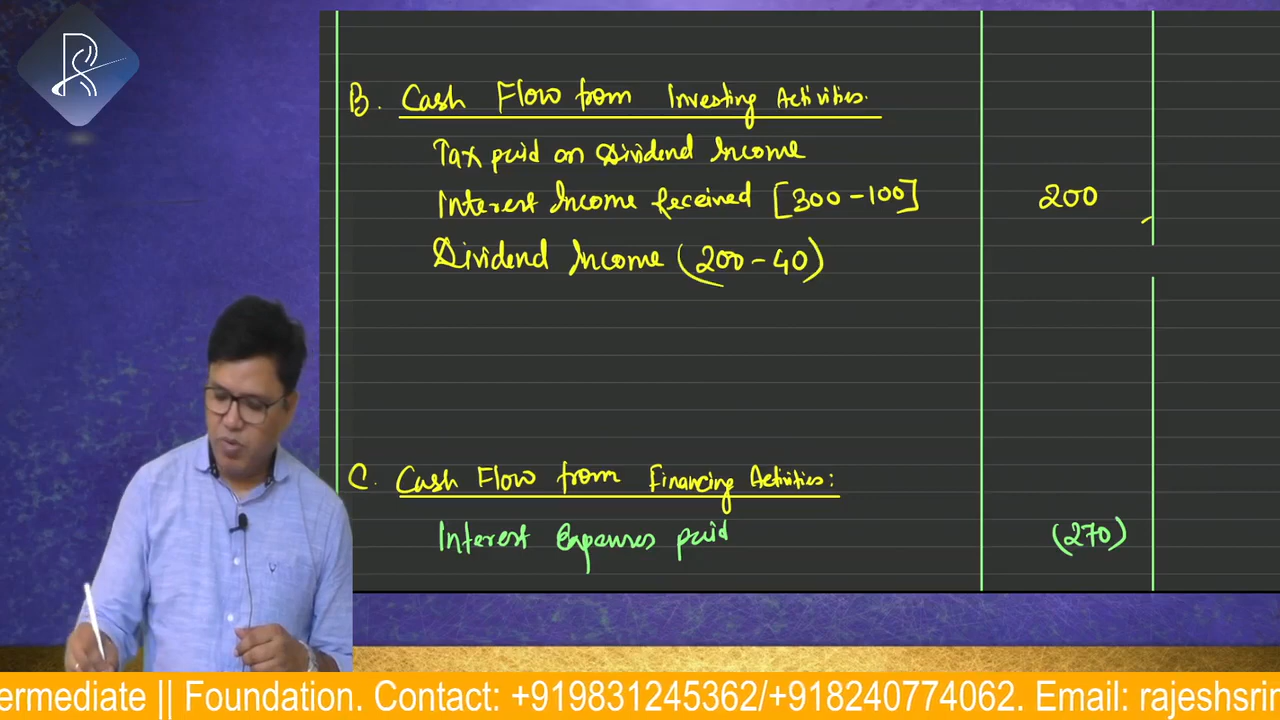 B. Cash Flow from Investing Activities.
Tax paid on Dividend Income
Interest Income Received [300-100] 200
Dividend Income (200-40)
C. Cash Flow from Financing Activities:
Interest Expenses paid (270)
ermediate || Foundation. Contact: +919831245362/+918240774062. Email: rajeshsrin